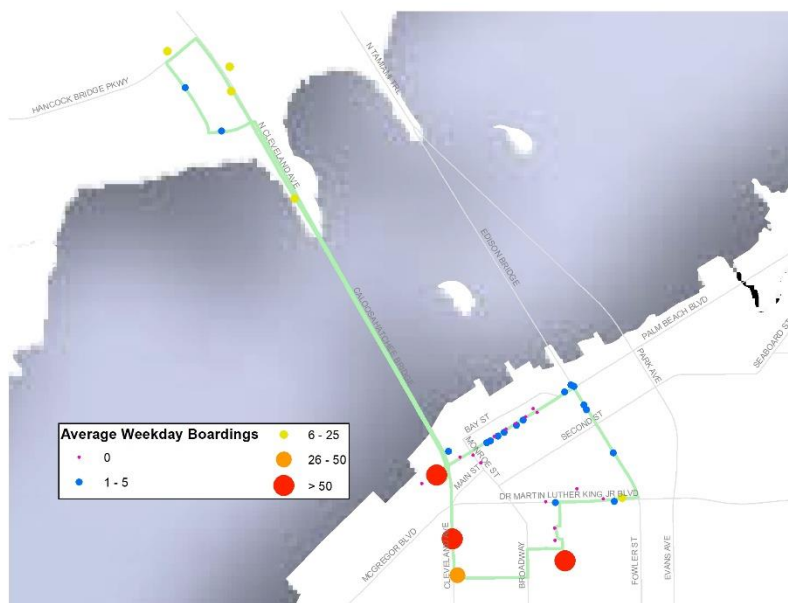 HANCOCK BRIDGE PKWY
N TAMIAMI TRL
N CLEVELAND AVE
EDISON BRIDGE
CALOOSAHATCHEE BRIDGE
PALM BEACH BLVD
SEABOARD ST
PARK AVE
BAY ST
SECOND ST
MONROE ST
MAIN ST
DR MARTIN LUTHER KING JR BLVD
MCGREGOR BLVD
CLEVELAND AVE
BROADWAY
FOWLER ST
EVANS AVE
Average Weekday Boardings
0
1 - 5
6 - 25
26 - 50
> 50